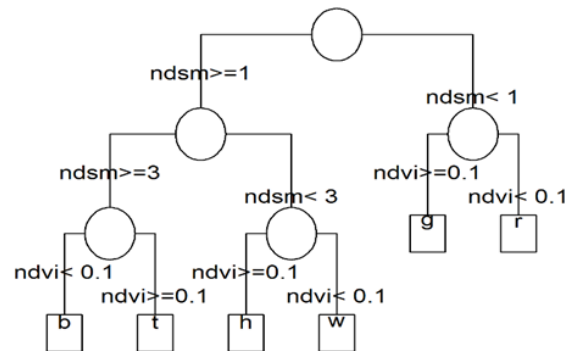 ndsm>=1
ndsm< 1
ndsm>=3
ndsm< 3
ndvi>=0.1
ndvi< 0.1
g
r
ndvi< 0.1
ndvi>=0.1
ndvi>=0.1
ndvi< 0.1
b
t
h
w